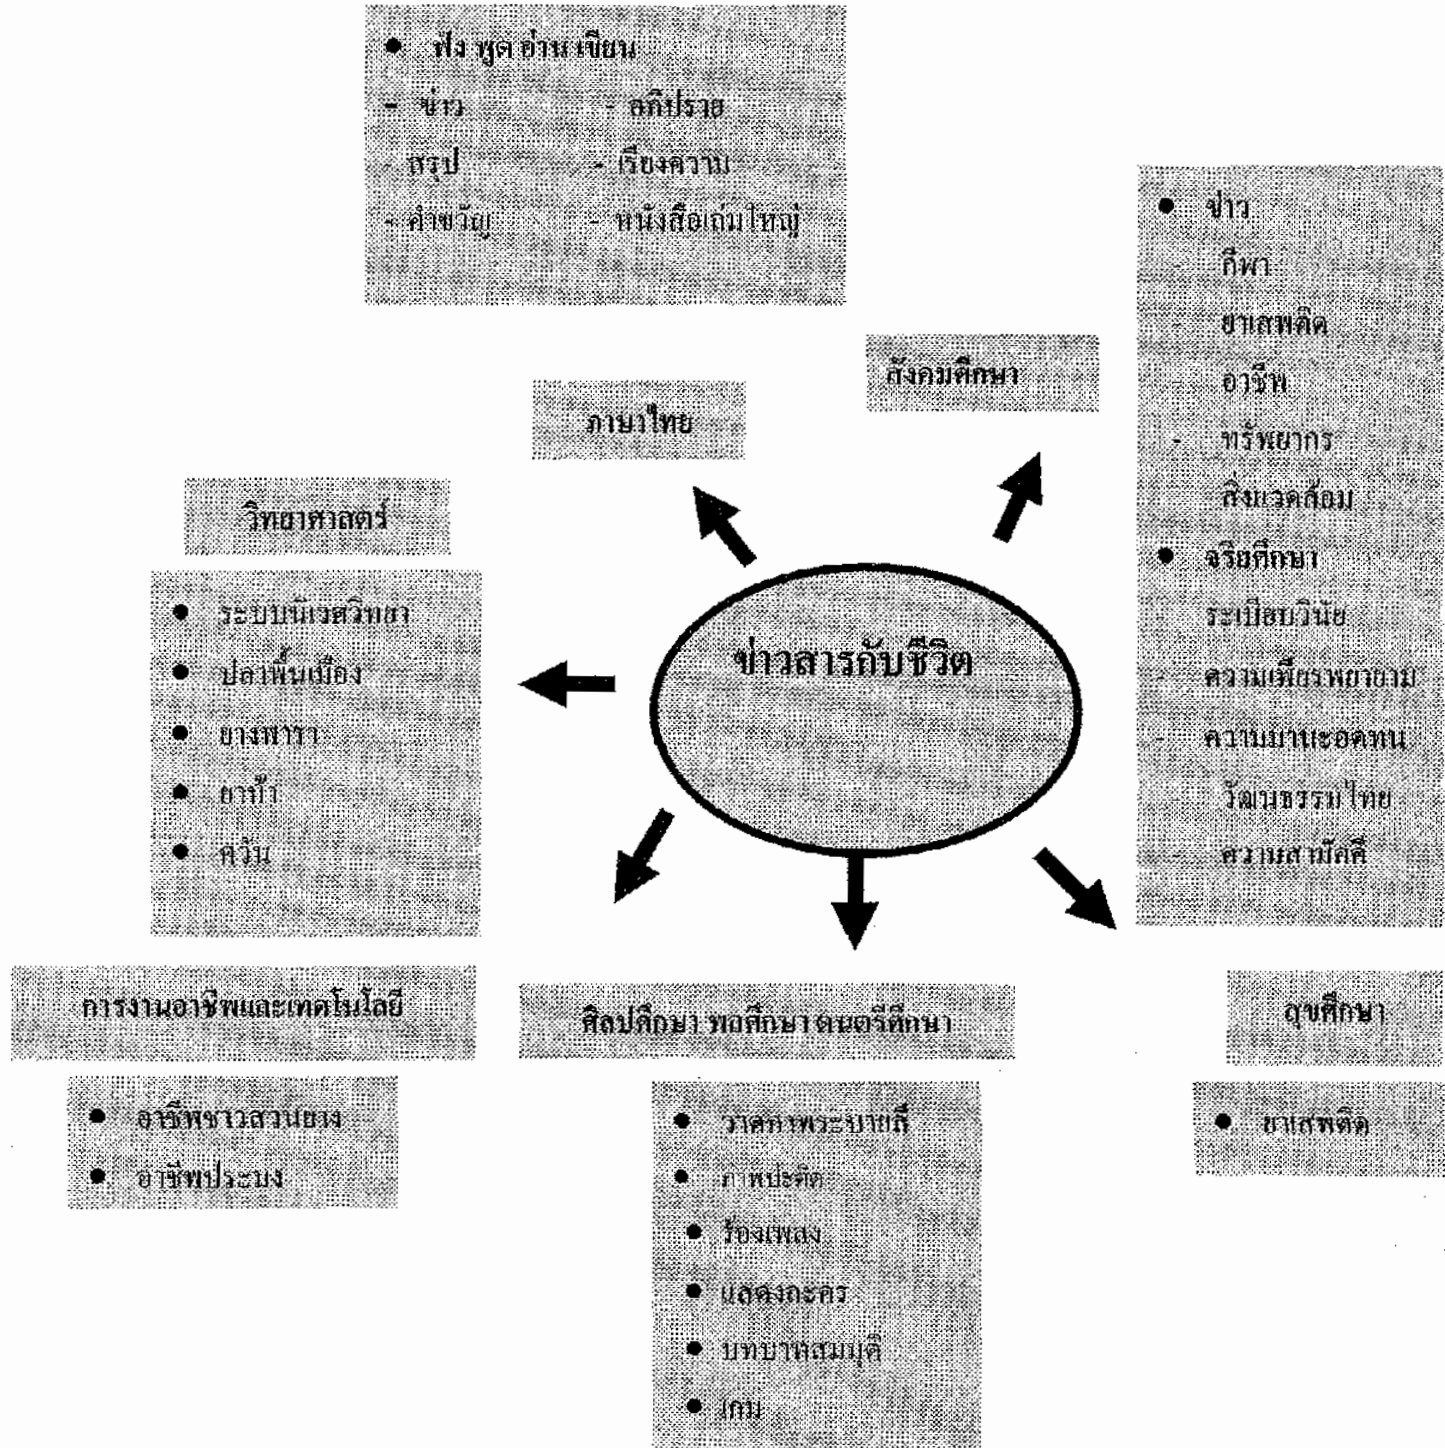 ● ฟัง พูด อ่าน เขียน
- ข่าว - อภิปราย
- สรุป - เรียงความ
- คำขวัญ - หนังสือเล่มใหญ่
ภาษาไทย
สังคมศึกษา
● ข่าว
- กีฬา
- ยาเสพติด
- อาชีพ
- ทรัพยากร
สิ่งแวดล้อม
● จริยศึกษา
- ระเบียบวินัย
- ความเพียรพยายาม
- ความมานะอดทน
วัฒนธรรมไทย
- ความสามัคคี
วิทยาศาสตร์
● ระบบนิเวศวิทยา
● ปลาพื้นเมือง
● ยางพารา
● ยาบ้า
● ควัน
ข่าวสารกับชีวิต
การงานอาชีพและเทคโนโลยี
● อาชีพชาวสวนยาง
● อาชีพประมง
ศิลปศึกษา พลศึกษา ดนตรีศึกษา
● วาดภาพระบายสี
● ภาพปะติด
● ร้องเพลง
● แสดงละคร
● บทบาทสมมุติ
● เกม
สุขศึกษา
● ยาเสพติด